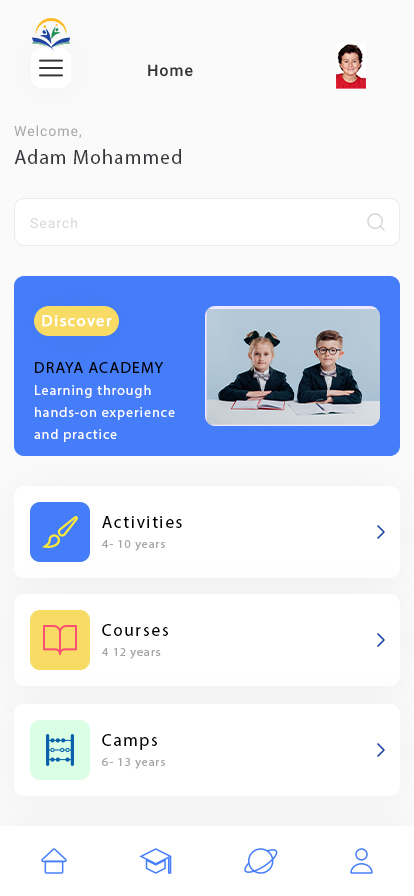 Home
Welcome,
Adam Mohammed
Search
Discover
DRAYA ACADEMY
Learning through
hands-on experience
and practice
Activities
4- 10 years
Courses
4 12 years
Camps
6- 13 years